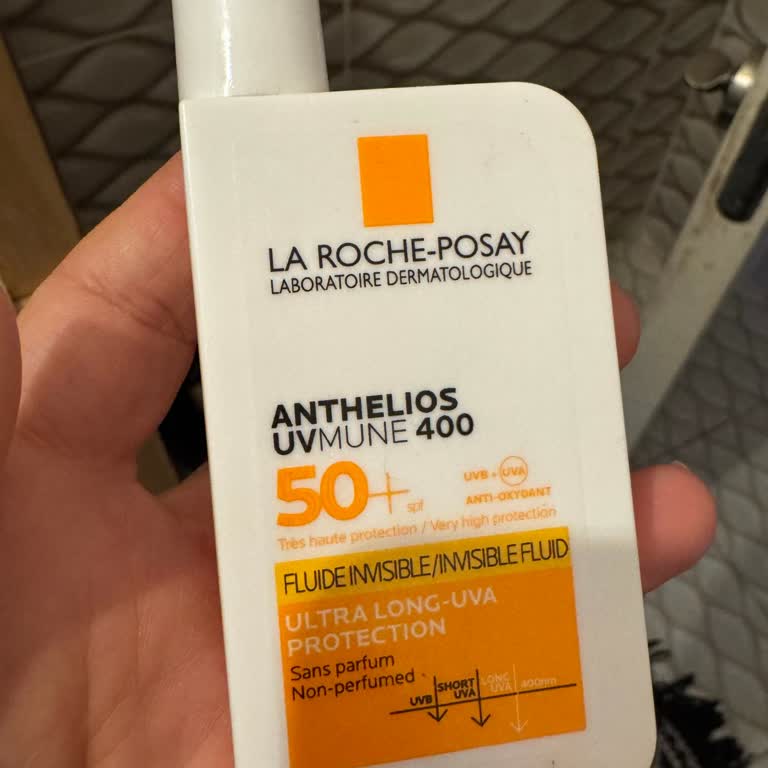 LA ROCHE-POSAY
LABORATOIRE DERMATOLOGIQUE
ANTHELIOS
UVMUNE 400
50+ spf
UVB + UVA
ANTI-OXYDANT
Très haute protection / Very high protection
FLUIDE INVISIBLE/INVISIBLE FLUID
ULTRA LONG-UVA
PROTECTION
Sans parfum
Non-perfumed
UVB
SHORT
UVA
LONG
UVA
400nm